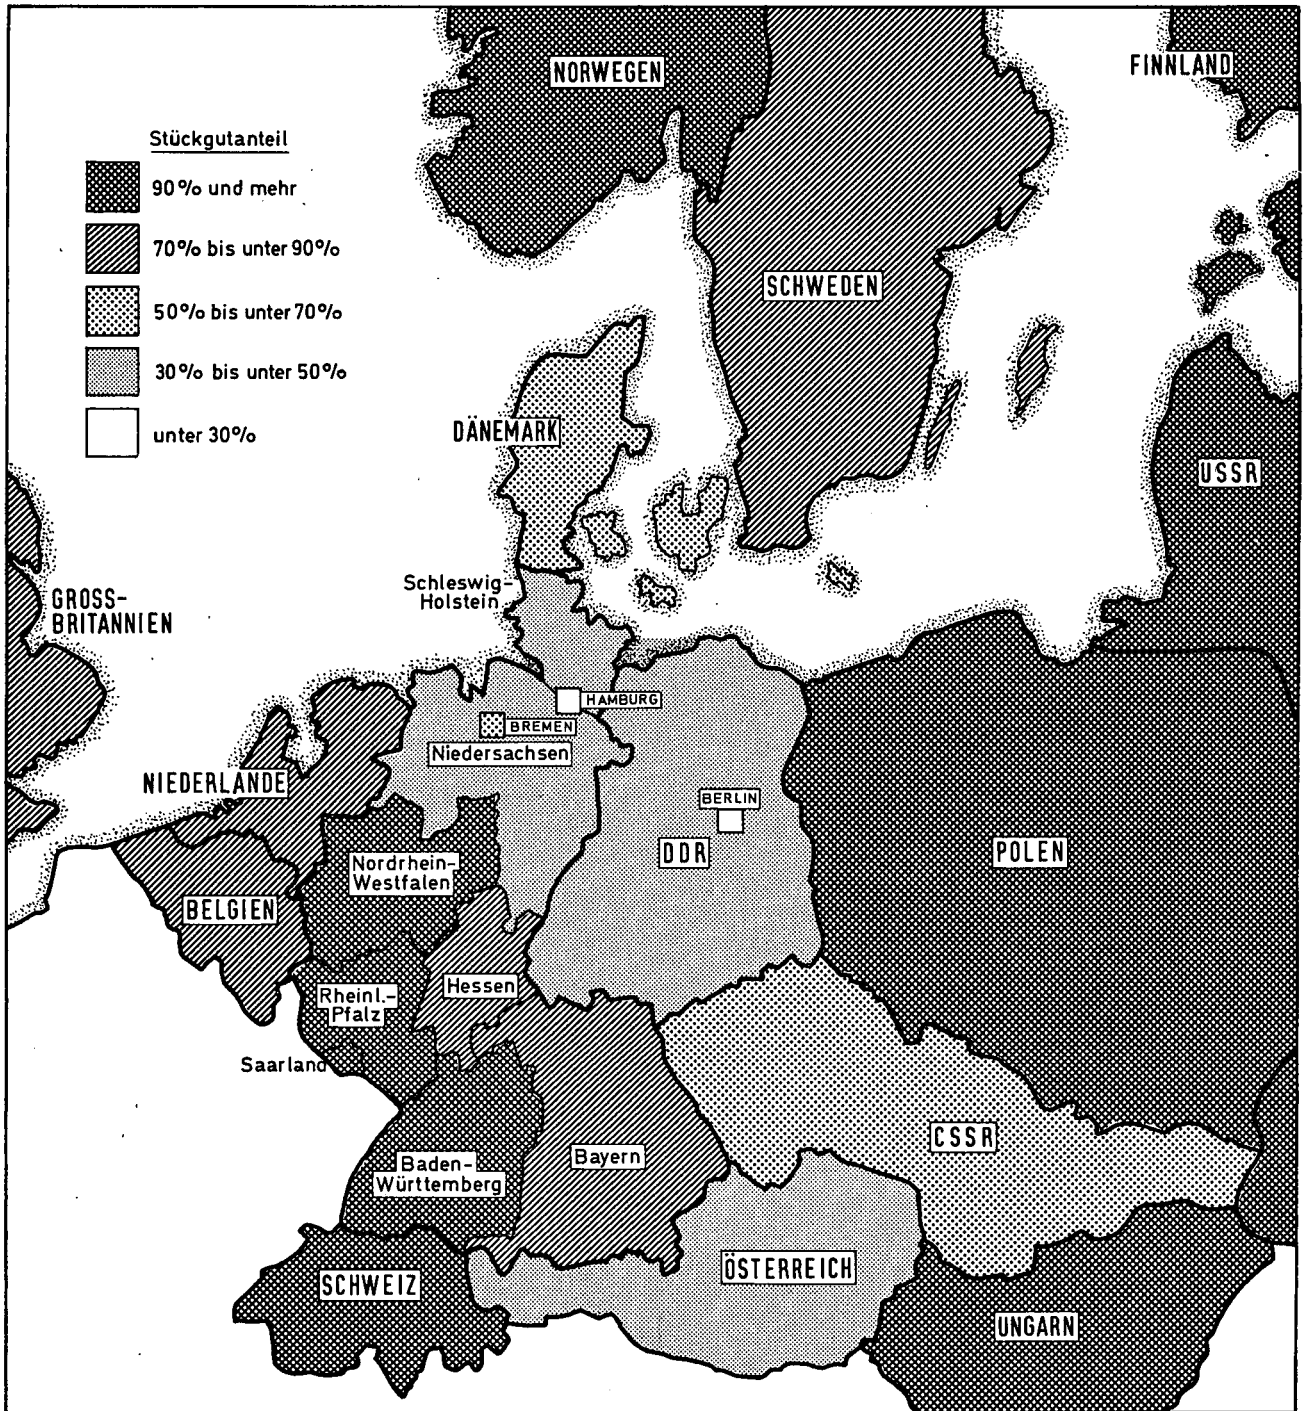 NORWEGEN
FINNLAND
Stückgutanteil
90% und mehr
70% bis unter 90%
50% bis unter 70%
30% bis unter 50%
unter 30%
SCHWEDEN
DÄNEMARK
USSR
Schleswig-
Holstein
GROSS-
BRITANNIEN
HAMBURG
BREMEN
Niedersachsen
NIEDERLANDE
BERLIN
DDR
POLEN
Nordrhein-
Westfalen
BELGIEN
Hessen
Rheinl.-
Pfalz
Saarland
CSSR
Bayern
Baden-
Württemberg
ÖSTERREICH
SCHWEIZ
UNGARN